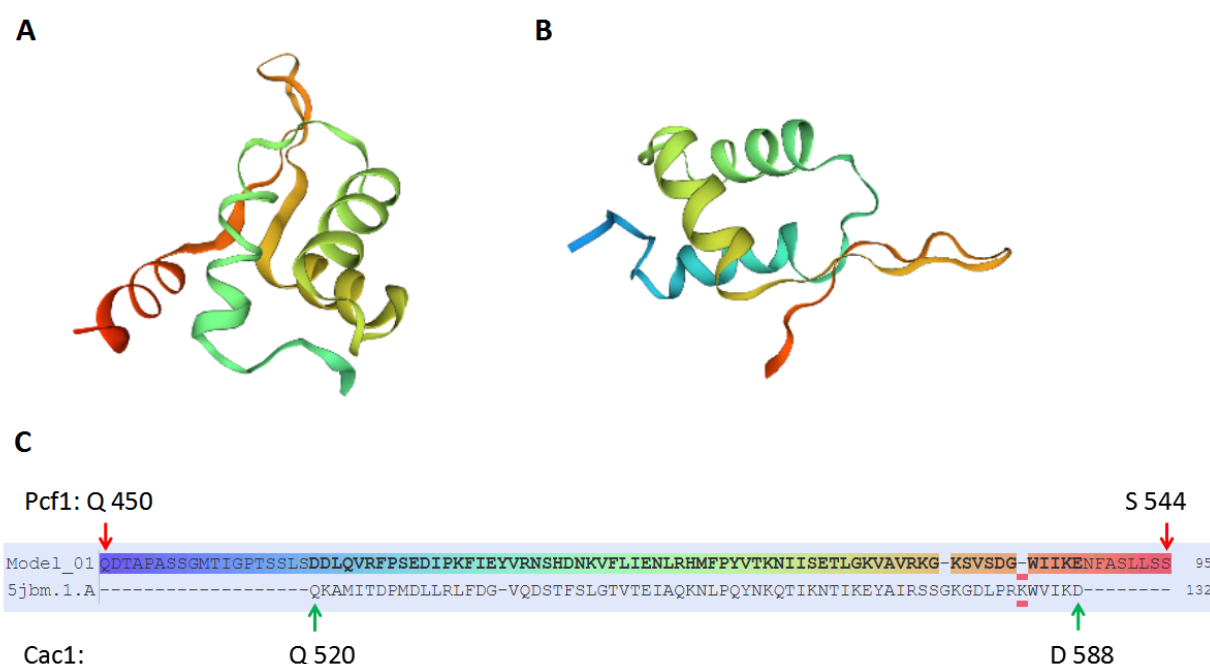 A
B
C
Pcf1: Q 450
S 544
Model_01 QDTAPASSGMTIGPTSSLSDDLQVRFPSEDIPKFIEYVRNSHDNKVFLIENLRHMFPYVTKNIISETLGKVAVRKG-KSVSDG-WIIKENFASLLSS 95
5jbm.1.A -------------------QKAMITDPMDLLRLFDG-VQDSTFSLGTVTEIAQKNLPQYNKQTIKNTIKEYAIRSSGKGDLPRKWVIKD-------- 132
Cac1: Q 520 D 588